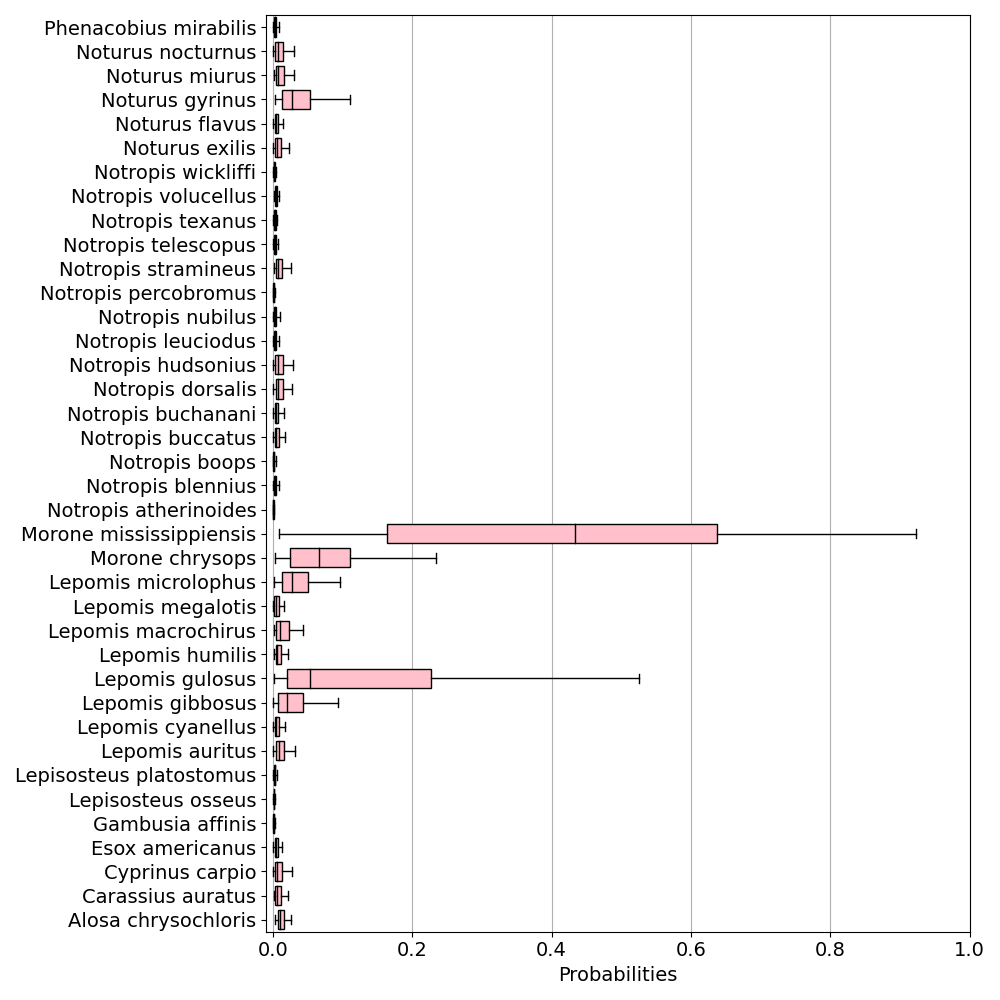 Phenacobius mirabilis
Noturus nocturnus
Noturus miurus
Noturus gyrinus
Noturus flavus
Noturus exilis
Notropis wickliffi
Notropis volucellus
Notropis texanus
Notropis telescopus
Notropis stramineus
Notropis percobromus
Notropis nubilus
Notropis leuciodus
Notropis hudsonius
Notropis dorsalis
Notropis buchanani
Notropis buccatus
Notropis boops
Notropis blennius
Notropis atherinoides
Morone mississippiensis
Morone chrysops
Lepomis microlophus
Lepomis megalotis
Lepomis macrochirus
Lepomis humilis
Lepomis gulosus
Lepomis gibbosus
Lepomis cyanellus
Lepomis auritus
Lepisosteus platostomus
Lepisosteus osseus
Gambusia affinis
Esox americanus
Cyprinus carpio
Carassius auratus
Alosa chrysochloris
0.0 0.2 0.4 0.6 0.8 1.0
Probabilities